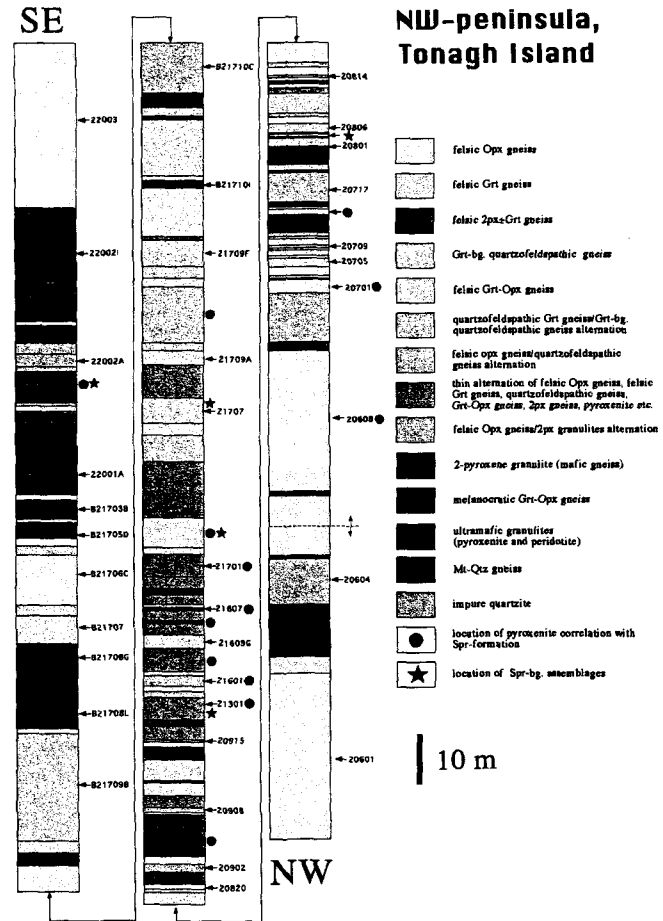 SE
NW-peninsula,
Tonagh Island
22003
22002I
22002A
22001A
B21703B
B21705D
B21706C
B21707
B21708G
B21708L
B21709B
B21710C
B21710I
21709F
21709A
21707
21701
21607
21605G
21601
21301
20915
20908
20902
20820
20814
20806
20801
20717
20709
20705
20701
20608
20604
20601
NW
felsic Opx gneiss
felsic Grt gneiss
felsic 2px±Grt gneiss
Grt-bg. quartzofeldspathic gneiss
felsic Grt-Opx gneiss
quartzofeldspathic Grt gneiss/Grt-bg.
quartzofeldspathic gneiss alternation
felsic opx gneiss/quartzofeldspathic
gneiss alternation
thin alternation of felsic Opx gneiss, felsic
Grt gneiss, quartzofeldspathic gneiss,
Grt-Opx gneiss, 2px gneiss, pyroxenite etc.
felsic Opx gneiss/2px granulites alternation
2-pyroxene granulite (mafic gneiss)
melanocratic Grt-Opx gneiss
ultramafic granulites
(pyroxenite and peridotite)
Mt-Qtz gneiss
impure quartzite
location of pyroxenite correlation with
Spr-formation
location of Spr-bg. assemblages
10 m